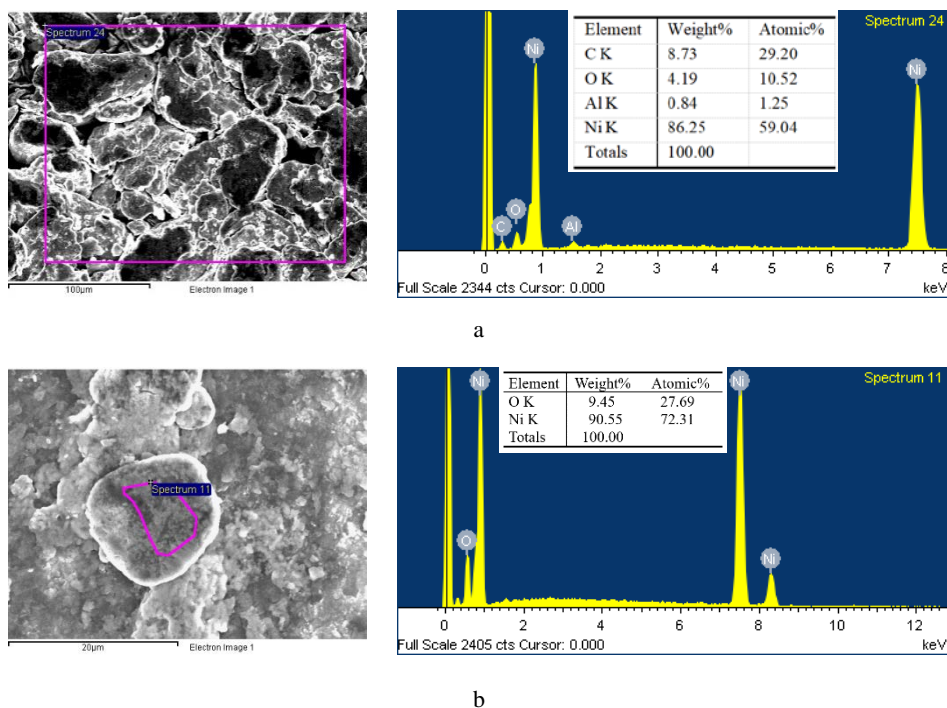 Spectrum 24
100µm Electron Image 1
Spectrum 24
Element Weight% Atomic%
C K 8.73 29.20
O K 4.19 10.52
Al K 0.84 1.25
Ni K 86.25 59.04
Totals 100.00
Ni Ni
C O Al
0 1 2 3 4 5 6 7 8
Full Scale 2344 cts Cursor: 0.000 keV
a
Spectrum 11
20µm Electron Image 1
Spectrum 11
Element Weight% Atomic%
O K 9.45 27.69
Ni K 90.55 72.31
Totals 100.00
Ni Ni
O Ni
0 2 4 6 8 10 12
Full Scale 2405 cts Cursor: 0.000 keV
b